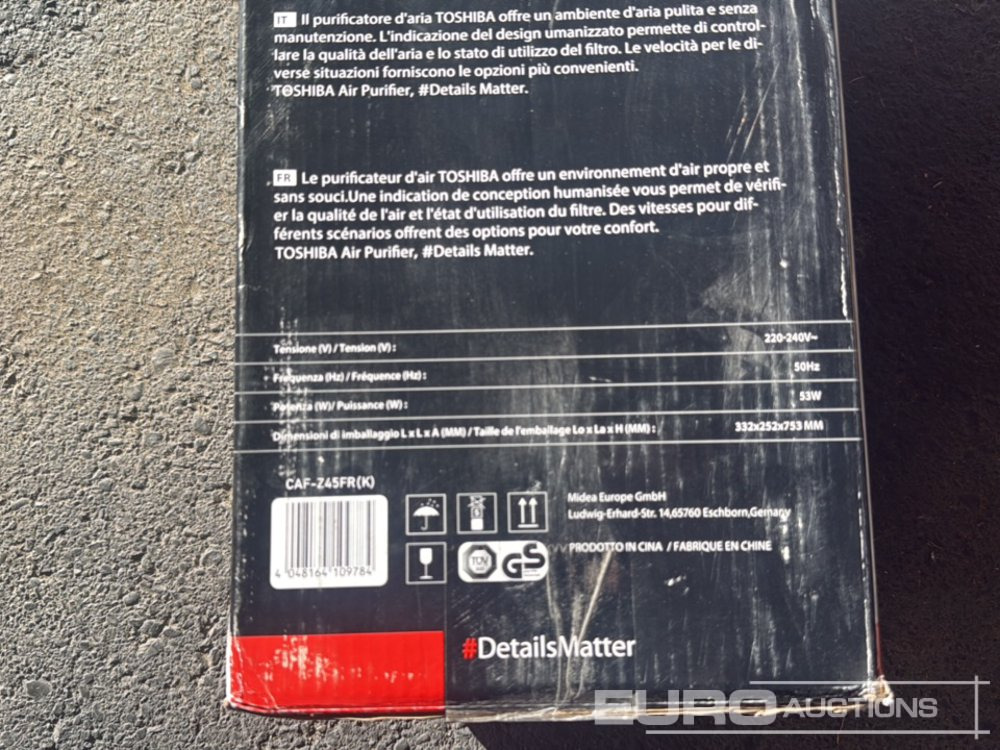 IT Il purificatore d'aria TOSHIBA offre un ambiente d'aria pulita e senza
manutenzione. L'indicazione del design umanizzato permette di control-
lare la qualità dell'aria e lo stato di utilizzo del filtro. Le velocità per le di-
verse situazioni forniscono le opzioni più convenienti.
TOSHIBA Air Purifier, #Details Matter.
FR Le purificateur d'air TOSHIBA offre un environnement d'air propre et
sans souci.Une indication de conception humanisée vous permet de vérifi-
er la qualité de l'air et l'état d'utilisation du filtre. Des vitesses pour dif-
férents scénarios offrent des options pour votre confort.
TOSHIBA Air Purifier, #Details Matter.
Tensione (V) / Tension (V) : 220-240V~
Frequenza (Hz) / Fréquence (Hz) : 50Hz
Potenza (W)/ Puissance (W) : 53W
Dimensioni di imballaggio L x L x A (MM) / Taille de l'emballage Lo x La x H (MM) : 332x252x753 MM
CAF-Z45FR(K)
4 048164 109784
Midea Europe GmbH
Ludwig-Erhard-Str. 14,65760 Eschborn,Germany
PRODOTTO IN CINA / FABRIQUE EN CHINE
TÜV
GS
#DetailsMatter
EURO AUCTIONS